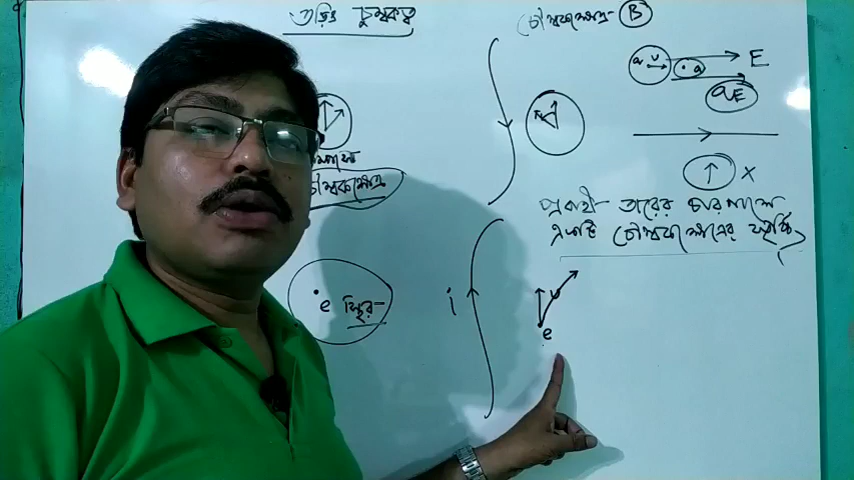 তড়িৎ চুম্বকত্ব
চৌম্বকক্ষেত্র B
a v a E
qE
চৌম্বকক্ষেত্র
X
প্রবাহী তারের চারপাশে
একটি চৌম্বকক্ষেত্রের সৃষ্টি
e স্থির
i
e